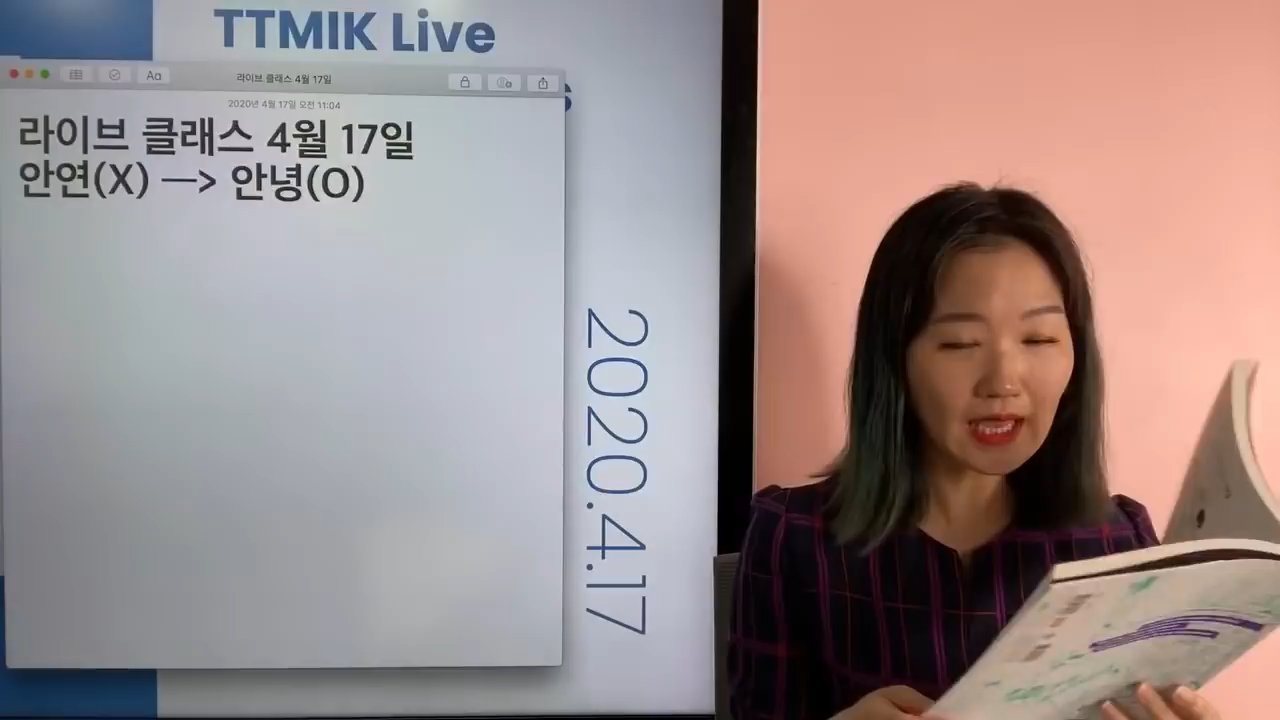 TTMIK Live
Aa
라이브 클래스 4월 17일
2020년 4월 17일 오전 11:04
라이브 클래스 4월 17일
안연(X) —> 안녕(O)
2020.4.17